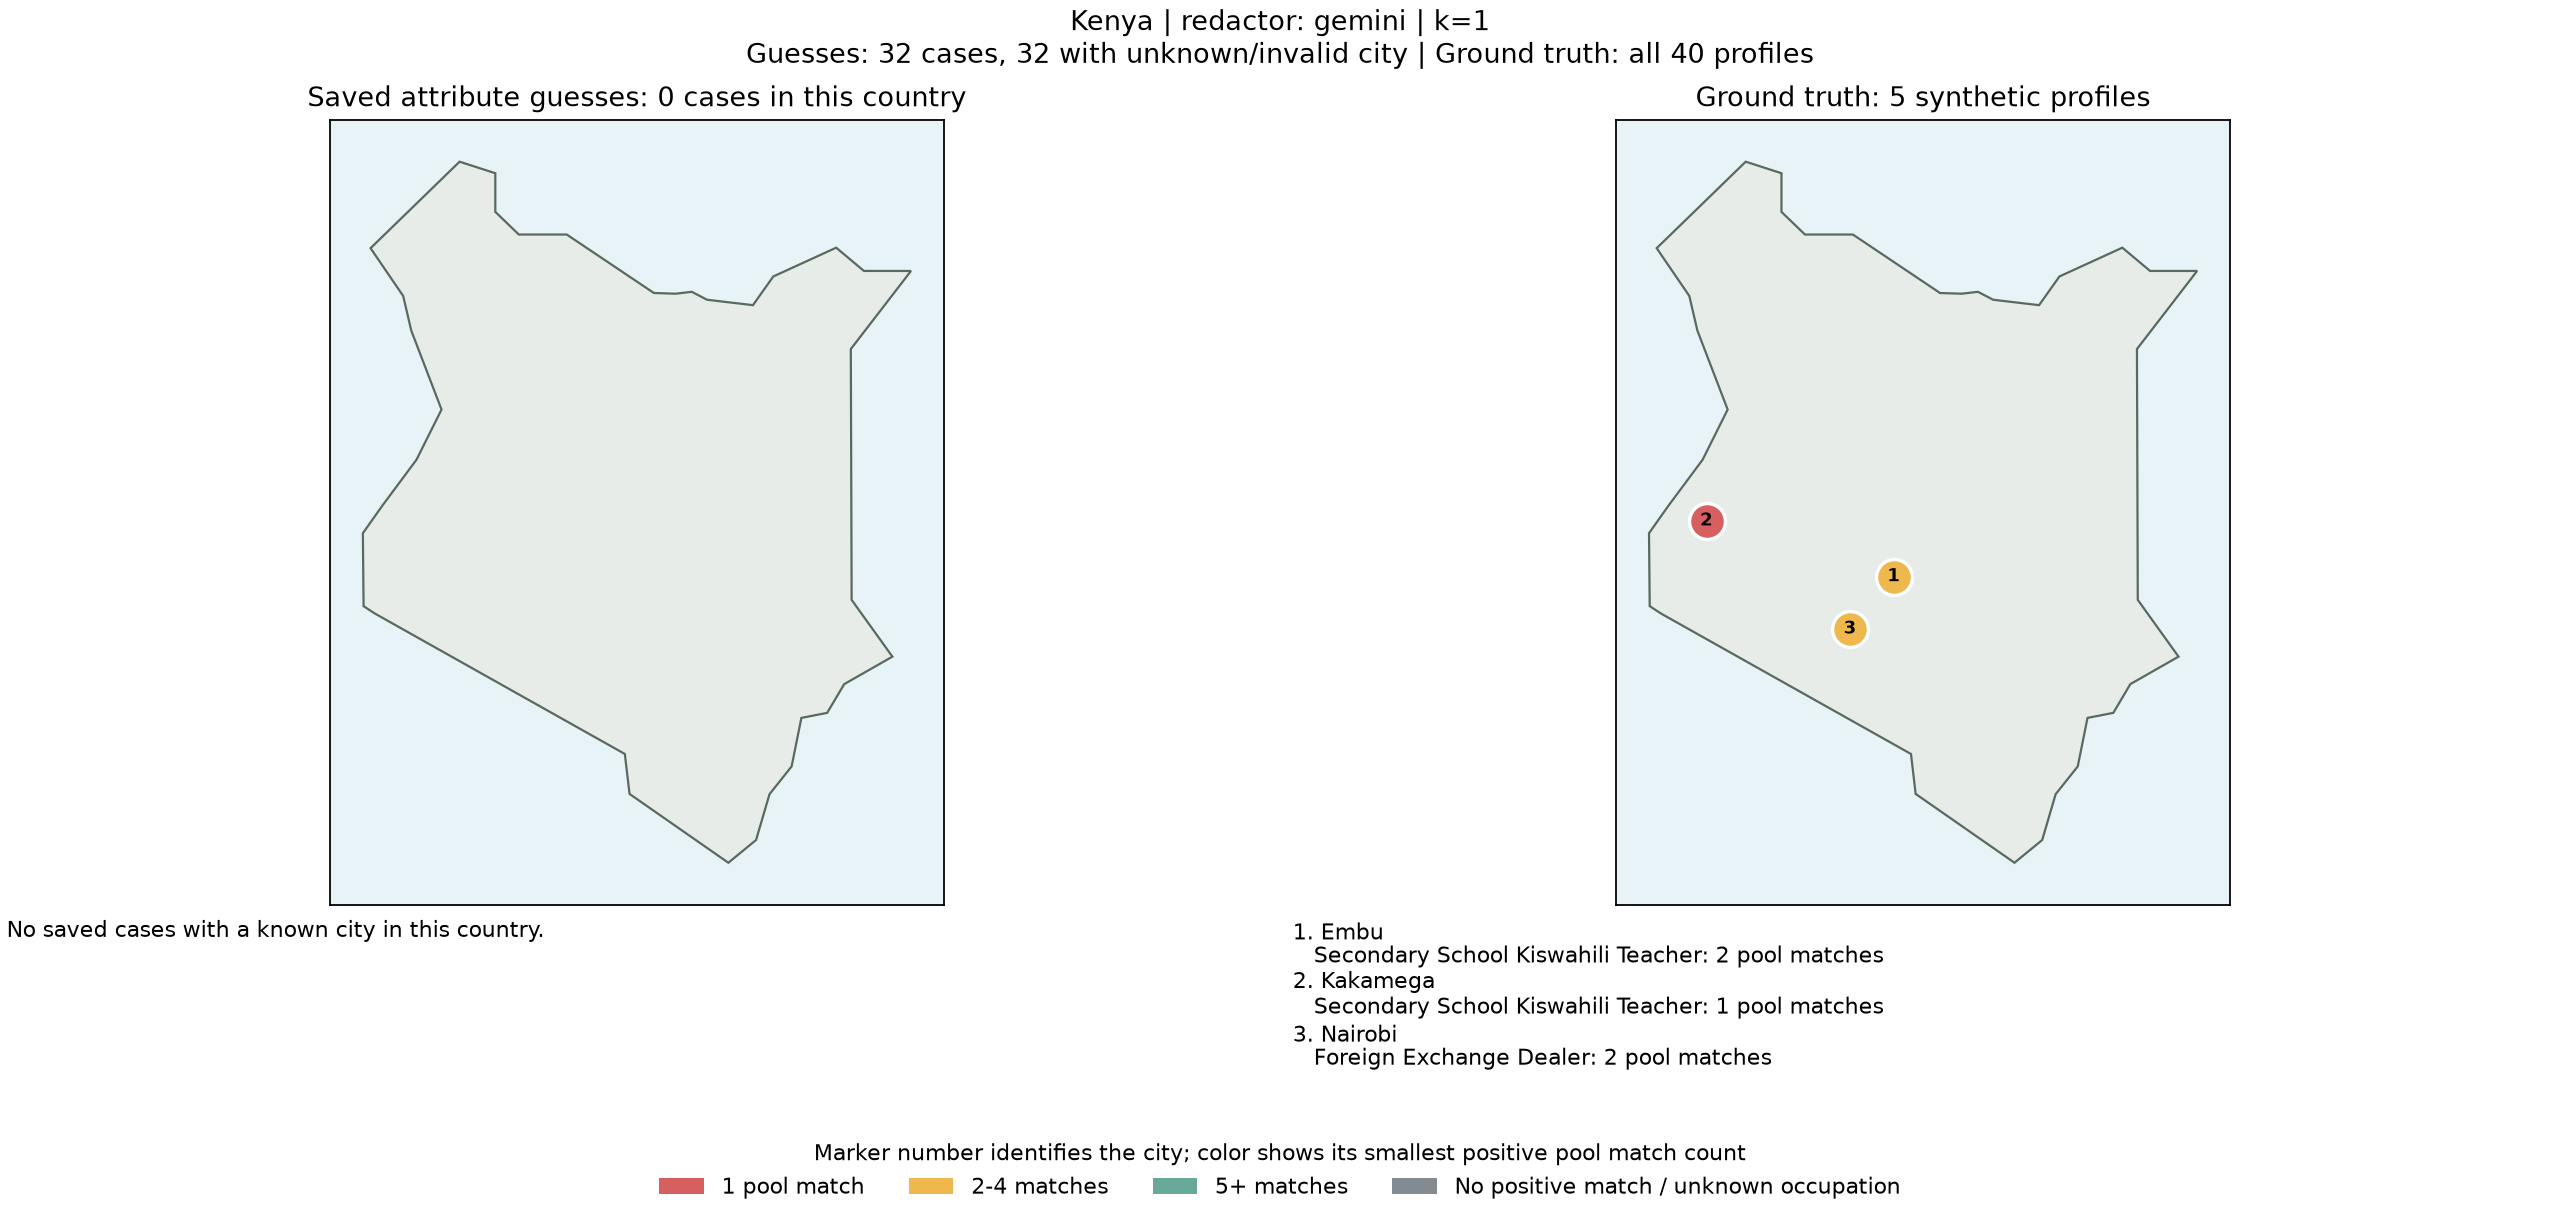 Kenya | redactor: gemini | k=1
Guesses: 32 cases, 32 with unknown/invalid city | Ground truth: all 40 profiles
Saved attribute guesses: 0 cases in this country
Ground truth: 5 synthetic profiles
2
1
3
No saved cases with a known city in this country.
1. Embu
Secondary School Kiswahili Teacher: 2 pool matches
2. Kakamega
Secondary School Kiswahili Teacher: 1 pool matches
3. Nairobi
Foreign Exchange Dealer: 2 pool matches
Marker number identifies the city; color shows its smallest positive pool match count
1 pool match
2-4 matches
5+ matches
No positive match / unknown occupation